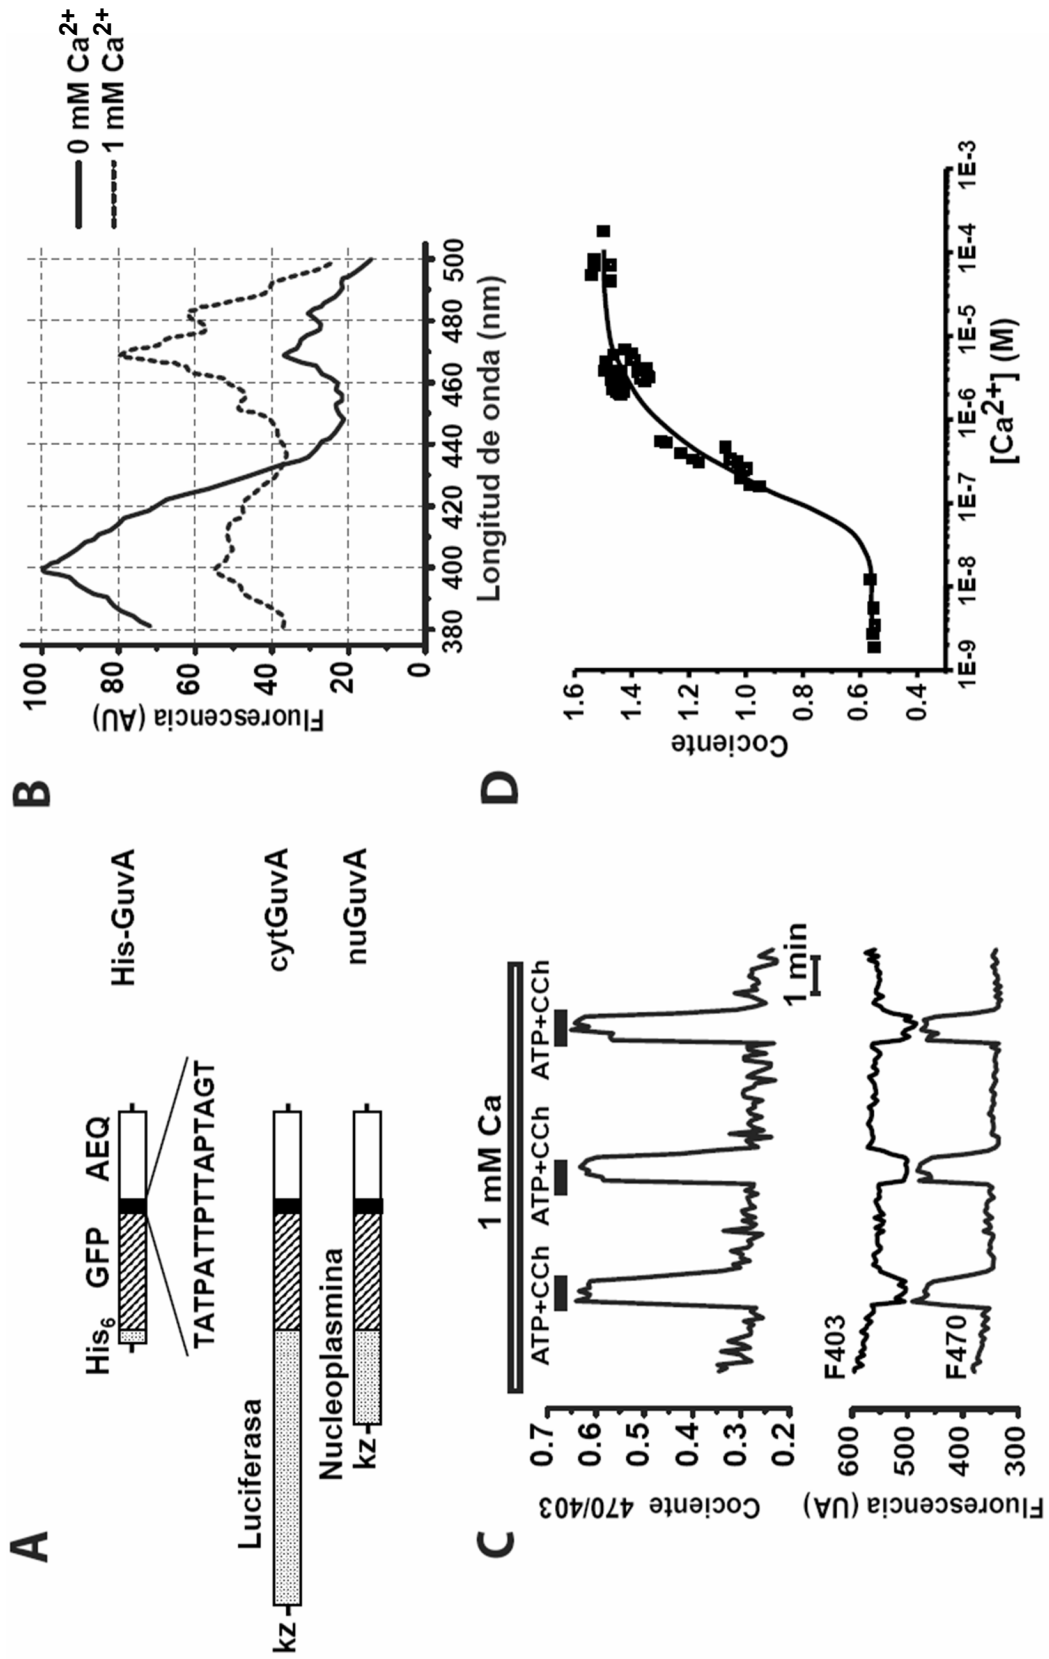 A
His6 GFP AEQ
His-GuvA
TATPATTPTTAPTAGT
Luciferasa
kz
cytGuvA
Nucleoplasmina
kz
nuGuvA
B
0 mM Ca2+
1 mM Ca2+
Fluorescencia (AU)
100
80
60
40
20
0
380 400 420 440 460 480 500
Longitud de onda (nm)
C
1 mM Ca
ATP+CCh ATP+CCh ATP+CCh
Cociente 470/403
0.7
0.6
0.5
0.4
0.3
0.2
1 min
Fluorescencia (UA)
600
500
400
300
F403
F470
D
Cociente
1.6
1.4
1.2
1.0
0.8
0.6
0.4
1E-9 1E-8 1E-7 1E-6 1E-5 1E-4 1E-3
[Ca2+] (M)